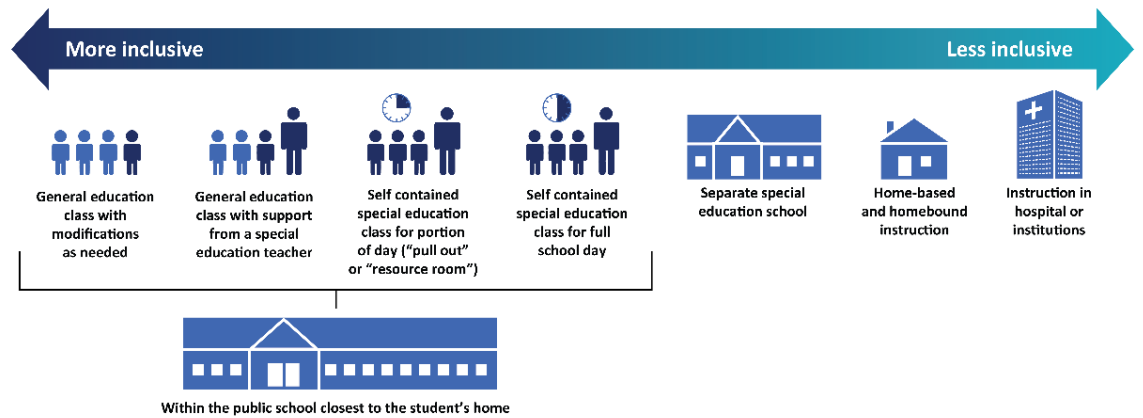 More inclusive
Less inclusive
General education
class with
modifications
as needed
General education
class with support
from a special
education teacher
Self contained
special education
class for portion
of day (“pull out”
or “resource room”)
Self contained
special education
class for full
school day
Separate special
education school
Home-based
and homebound
instruction
Instruction in
hospital or
institutions
Within the public school closest to the student’s home